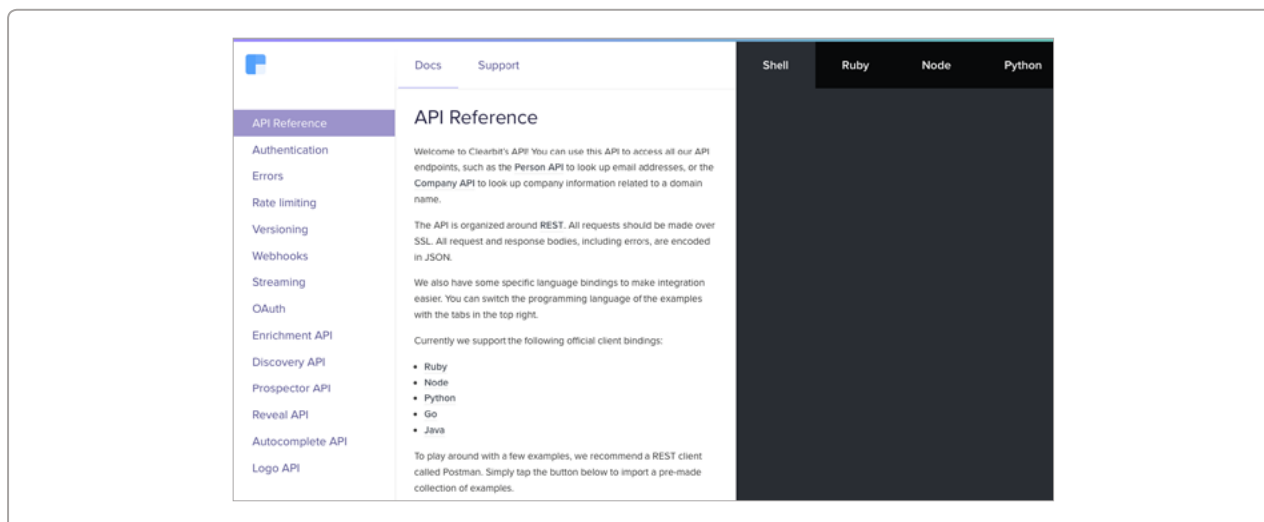 Docs Support
Shell Ruby Node Python
API Reference
Authentication
Errors
Rate limiting
Versioning
Webhooks
Streaming
OAuth
Enrichment API
Discovery API
Prospector API
Reveal API
Autocomplete API
Logo API
API Reference
Welcome to Clearbit's API! You can use this API to access all our API
endpoints, such as the Person API to look up email addresses, or the
Company API to look up company information related to a domain
name.
The API is organized around REST. All requests should be made over
SSL. All request and response bodies, including errors, are encoded
in JSON.
We also have some specific language bindings to make integration
easier. You can switch the programming language of the examples
with the tabs in the top right.
Currently we support the following official client bindings:
• Ruby
• Node
• Python
• Go
• Java
To play around with a few examples, we recommend a REST client
called Postman. Simply tap the button below to import a pre-made
collection of examples.